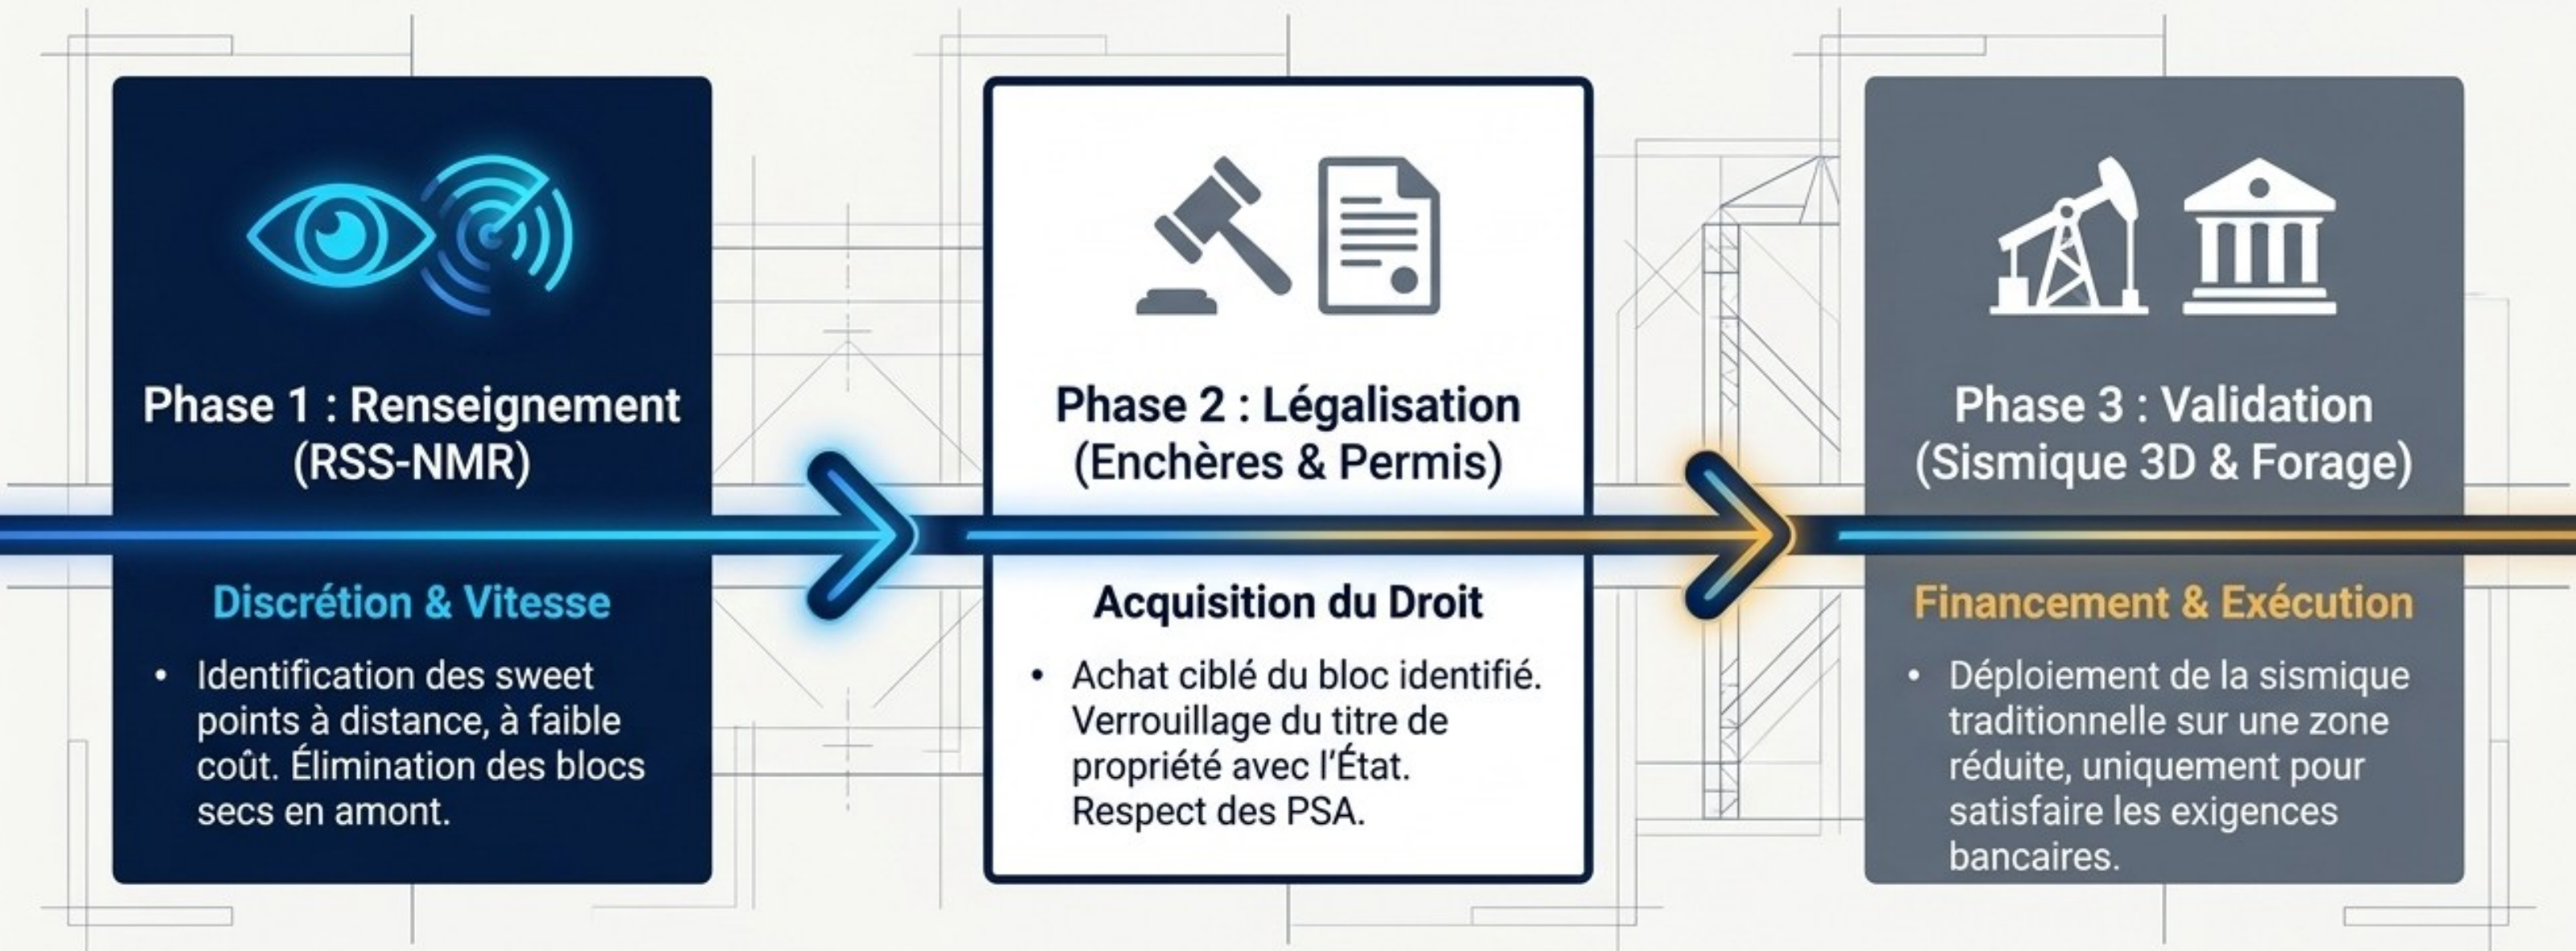 Phase 1 : Renseignement
(RSS-NMR)
Discrétion & Vitesse
• Identification des sweet
points à distance, à faible
coût. Élimination des blocs
secs en amont.
Phase 2 : Légalisation
(Enchères & Permis)
Acquisition du Droit
• Achat ciblé du bloc identifié.
Verrouillage du titre de
propriété avec l'État.
Respect des PSA.
Phase 3 : Validation
(Sismique 3D & Forage)
Financement & Exécution
• Déploiement de la sismique
traditionnelle sur une zone
réduite, uniquement pour
satisfaire les exigences
bancaires.